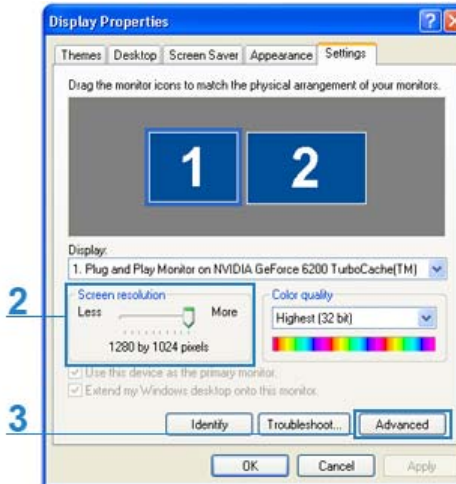 Display Properties
Themes Desktop Screen Saver Appearance Settings
Drag the monitor icons to match the physical arrangement of your monitors.
1 2
Display:
1. Plug and Play Monitor on NVIDIA GeForce 6200 TurboCache(TM)
2
Screen resolution
Less More
1280 by 1024 pixels
Color quality
Highest (32 bit)
Use this device as the primary monitor.
Extend my Windows desktop onto this monitor.
3
Identify Troubleshoot... Advanced
OK Cancel Apply